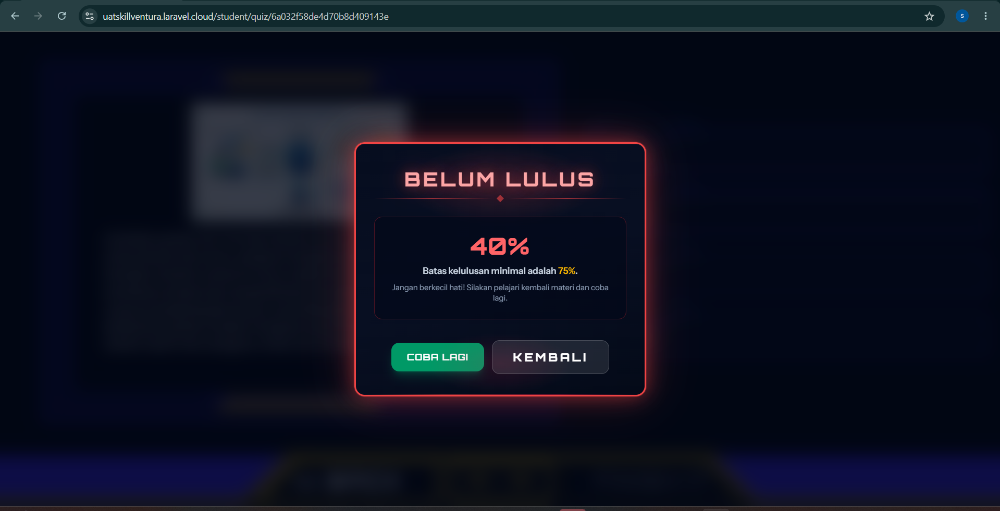 uatskillventura.laravel.cloud/student/quiz/6a032f58de4d70b8d409143e
S
BELUM LULUS
40%
Batas kelulusan minimal adalah 75%.
Jangan berkecil hati! Silakan pelajari kembali materi dan coba
lagi.
COBA LAGI
KEMBALI